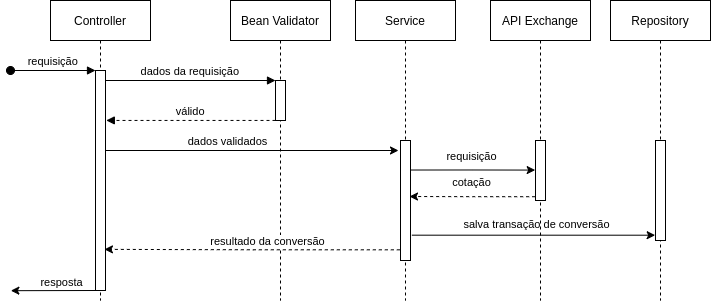 Controller
Bean Validator
Service
API Exchange
Repository
requisição
dados da requisição
válido
dados validados
requisição
cotação
salva transação de conversão
resultado da conversão
resposta